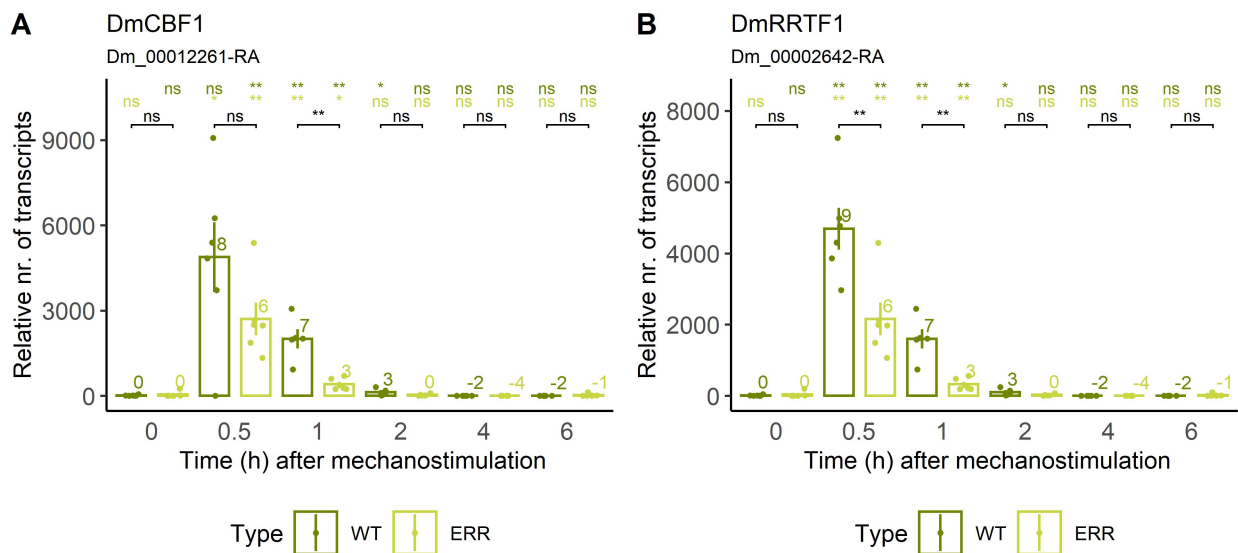 A
DmCBF1
Dm_00012261-RA
ns ns ** ** * ns ns ns ns ns
ns * ** ** * ns ns ns ns ns ns
ns ns ** ns ns ns
Relative nr. of transcripts
9000
6000
3000
0
0 0 8 6 7 3 3 0 -2 -4 -2 -1
0 0.5 1 2 4 6
Time (h) after mechanostimulation
Type WT ERR
B
DmRRTF1
Dm_00002642-RA
ns ** ** ** ** * ns ns ns ns ns
ns ** ** ** ** ns ns ns ns ns ns
ns ** ** ns ns ns
Relative nr. of transcripts
8000
6000
4000
2000
0
0 0 9 6 7 3 3 0 -2 -4 -2 -1
0 0.5 1 2 4 6
Time (h) after mechanostimulation
Type WT ERR